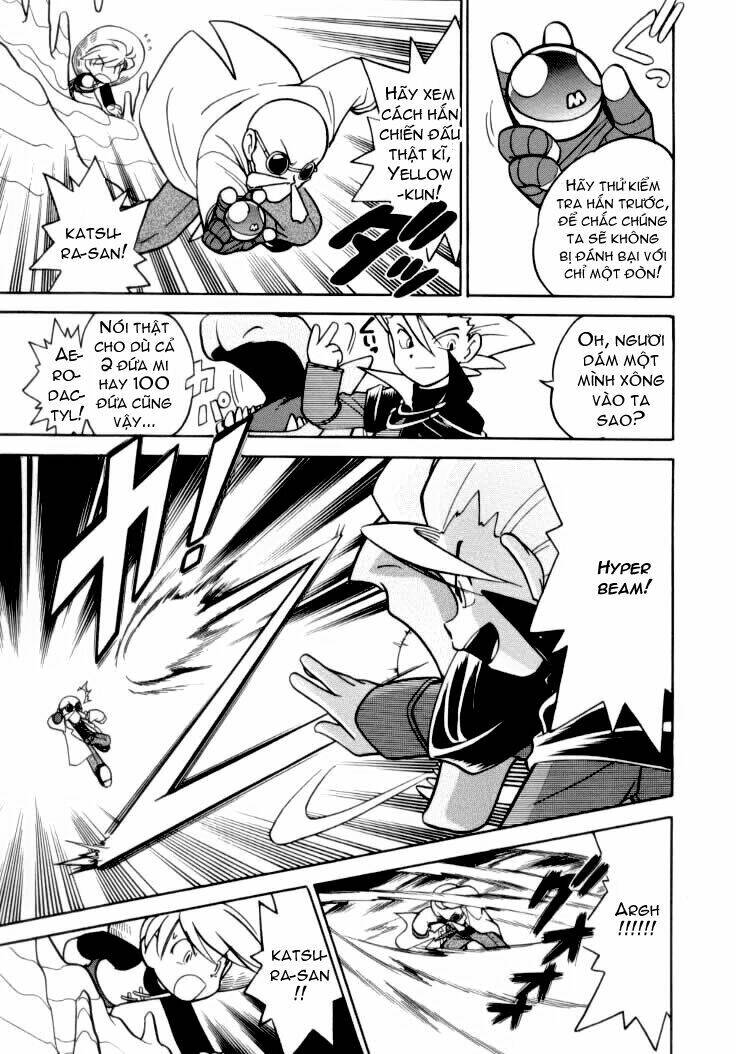 HÃY THỬ KIỂM
TRA HẮN TRƯỚC,
ĐỂ CHẮC CHÚNG
TA SẼ KHÔNG
BỊ ĐÁNH BẠI VỚI
CHỈ MỘT ĐÒN!
HÃY XEM
CÁCH HẮN
CHIẾN ĐẤU
THẬT KĨ,
YELLOW
-KUN!
KATSU-
RA-SAN!
OH, NGƯƠI
DÁM MỘT
MÌNH XÔNG
VÀO TA
SAO?
NÓI THẬT
CHO DÙ CẢ
2 ĐỨA MI
HAY 100
ĐỨA CŨNG
VẬY...
AE-
RO-
DAC-
TYL!
HYPER
BEAM!
カ!
ARGH
!!!!!!
KATSU-
RA-SAN
!!
M
M